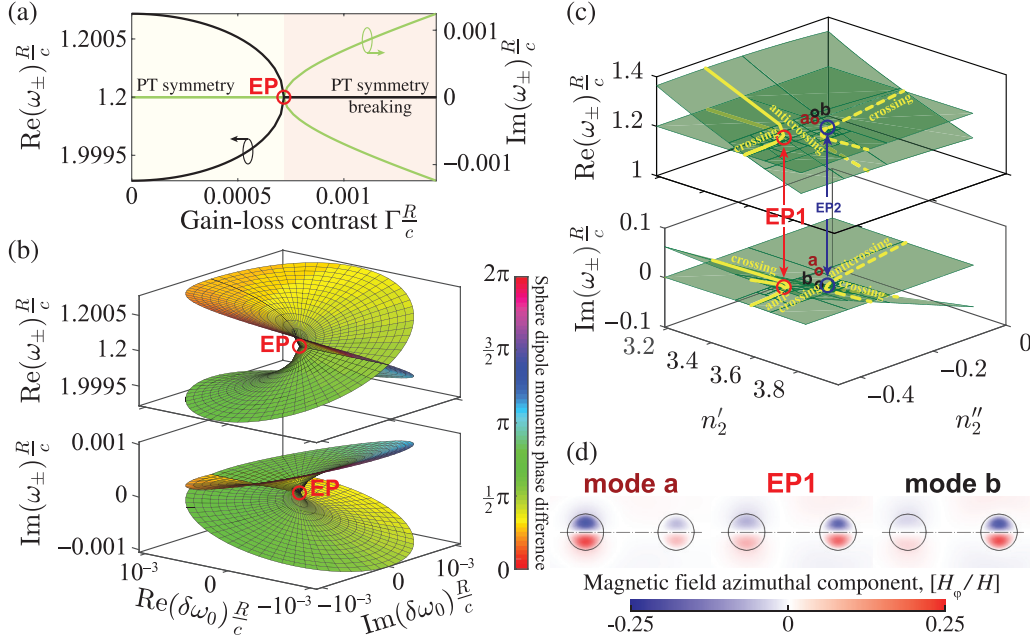 (a)
Re(ω±) R/c
1.2005
1.2
1.9995
PT symmetry
EP
PT symmetry
breaking
0.001
0
-0.001
Im(ω±) R/c
0
0.0005
0.001
Gain-loss contrast Γ R/c
(b)
Re(ω±) R/c
1.2005
1.2
1.9995
EP
Im(ω±) R/c
0.001
0
-0.001
EP
10⁻³
0
-10⁻³
Re(δω₀) R/c
-10⁻³
0
10⁻³
Im(δω₀) R/c
2π
3/2 π
π
1/2 π
0
Sphere dipole moments phase difference
(c)
Re(ω±) R/c
1.4
1.2
1
crossing
anticrossing
a
b
crossing
EP1
EP2
Im(ω±) R/c
0.1
0
-0.1
crossing
anti-
crossing
a
b
anticrossing
crossing
3.2
3.4
3.6
3.8
n′₂
-0.4
-0.2
0
n″₂
(d)
mode a
EP1
mode b
Magnetic field azimuthal component, [Hφ/H]
-0.25
0
0.25